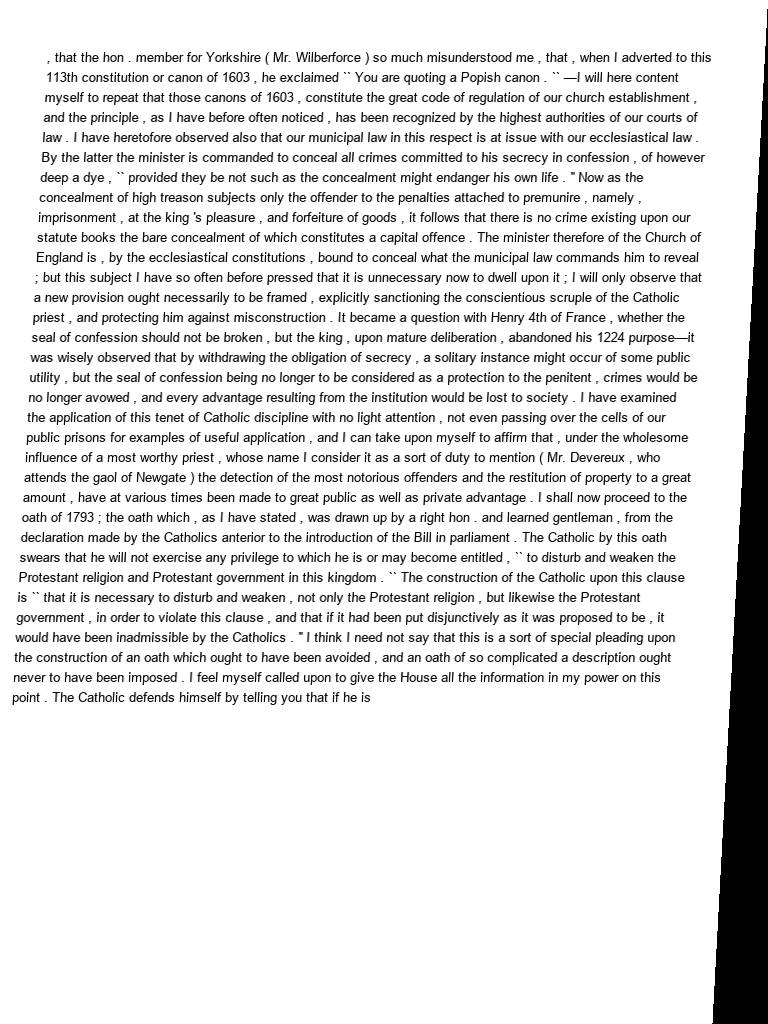 , that the hon . member for Yorkshire ( Mr. Wilberforce ) so much misunderstood me , that , when I adverted to this
113th constitution or canon of 1603 , he exclaimed `` You are quoting a Popish canon . `` —I will here content
myself to repeat that those canons of 1603 , constitute the great code of regulation of our church establishment ,
and the principle , as I have before often noticed , has been recognized by the highest authorities of our courts of
law . I have heretofore observed also that our municipal law in this respect is at issue with our ecclesiastical law .
By the latter the minister is commanded to conceal all crimes committed to his secrecy in confession , of however
deep a dye , `` provided they be not such as the concealment might endanger his own life . " Now as the
concealment of high treason subjects only the offender to the penalties attached to premunire , namely ,
imprisonment , at the king 's pleasure , and forfeiture of goods , it follows that there is no crime existing upon our
statute books the bare concealment of which constitutes a capital offence . The minister therefore of the Church of
England is , by the ecclesiastical constitutions , bound to conceal what the municipal law commands him to reveal
; but this subject I have so often before pressed that it is unnecessary now to dwell upon it ; I will only observe that
a new provision ought necessarily to be framed , explicitly sanctioning the conscientious scruple of the Catholic
priest , and protecting him against misconstruction . It became a question with Henry 4th of France , whether the
seal of confession should not be broken , but the king , upon mature deliberation , abandoned his 1224 purpose—it
was wisely observed that by withdrawing the obligation of secrecy , a solitary instance might occur of some public
utility , but the seal of confession being no longer to be considered as a protection to the penitent , crimes would be
no longer avowed , and every advantage resulting from the institution would be lost to society . I have examined
the application of this tenet of Catholic discipline with no light attention , not even passing over the cells of our
public prisons for examples of useful application , and I can take upon myself to affirm that , under the wholesome
influence of a most worthy priest , whose name I consider it as a sort of duty to mention ( Mr. Devereux , who
attends the gaol of Newgate ) the detection of the most notorious offenders and the restitution of property to a great
amount , have at various times been made to great public as well as private advantage . I shall now proceed to the
oath of 1793 ; the oath which , as I have stated , was drawn up by a right hon . and learned gentleman , from the
declaration made by the Catholics anterior to the introduction of the Bill in parliament . The Catholic by this oath
swears that he will not exercise any privilege to which he is or may become entitled , `` to disturb and weaken the
Protestant religion and Protestant government in this kingdom . `` The construction of the Catholic upon this clause
is `` that it is necessary to disturb and weaken , not only the Protestant religion , but likewise the Protestant
government , in order to violate this clause , and that if it had been put disjunctively as it was proposed to be , it
would have been inadmissible by the Catholics . " I think I need not say that this is a sort of special pleading upon
the construction of an oath which ought to have been avoided , and an oath of so complicated a description ought
never to have been imposed . I feel myself called upon to give the House all the information in my power on this
point . The Catholic defends himself by telling you that if he is